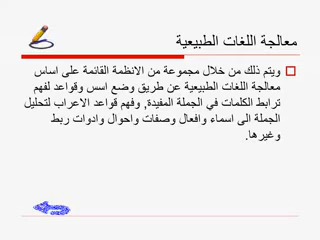 معالجة اللغات الطبيعية
ويتم ذلك من خلال مجموعة من الانظمة القائمة على اساس
معالجة اللغات الطبيعية عن طريق وضع اسس وقواعد لفهم
ترابط الكلمات في الجملة المفيدة, وفهم قواعد الاعراب لتحليل
الجملة الى اسماء وافعال وصفات واحوال وادوات ربط
وغيرها.